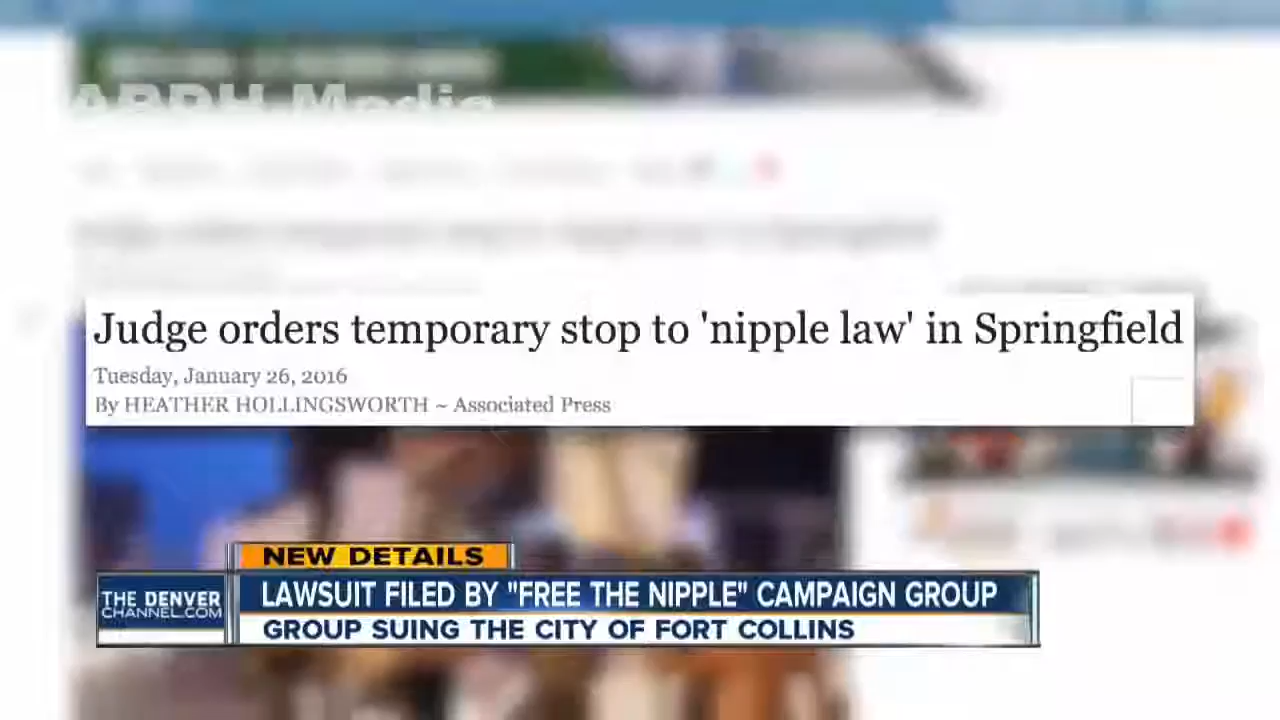 ABDH Media
Judge orders temporary stop to 'nipple law' in Springfield
Tuesday, January 26, 2016
By HEATHER HOLLINGSWORTH ~ Associated Press
NEW DETAILS
THE DENVER
CHANNEL.COM
LAWSUIT FILED BY "FREE THE NIPPLE" CAMPAIGN GROUP
GROUP SUING THE CITY OF FORT COLLINS